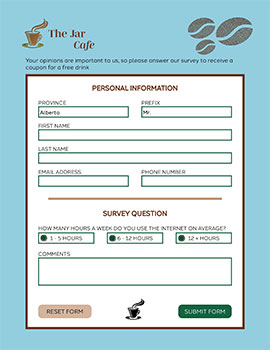 The Jar
Cafe
Your opinions are important to us, so please answer our survey to receive a
coupon for a free drink
PERSONAL INFORMATION
PROVINCE PREFIX
Alberta Mr.
FIRST NAME
LAST NAME
EMAIL ADDRESS PHONE NUMBER
SURVEY QUESTION
HOW MANY HOURS A WEEK DO YOU USE THE INTERNET ON AVERAGE?
1 - 5 HOURS 6 - 12 HOURS 12 + HOURS
COMMENTS
RESET FORM SUBMIT FORM